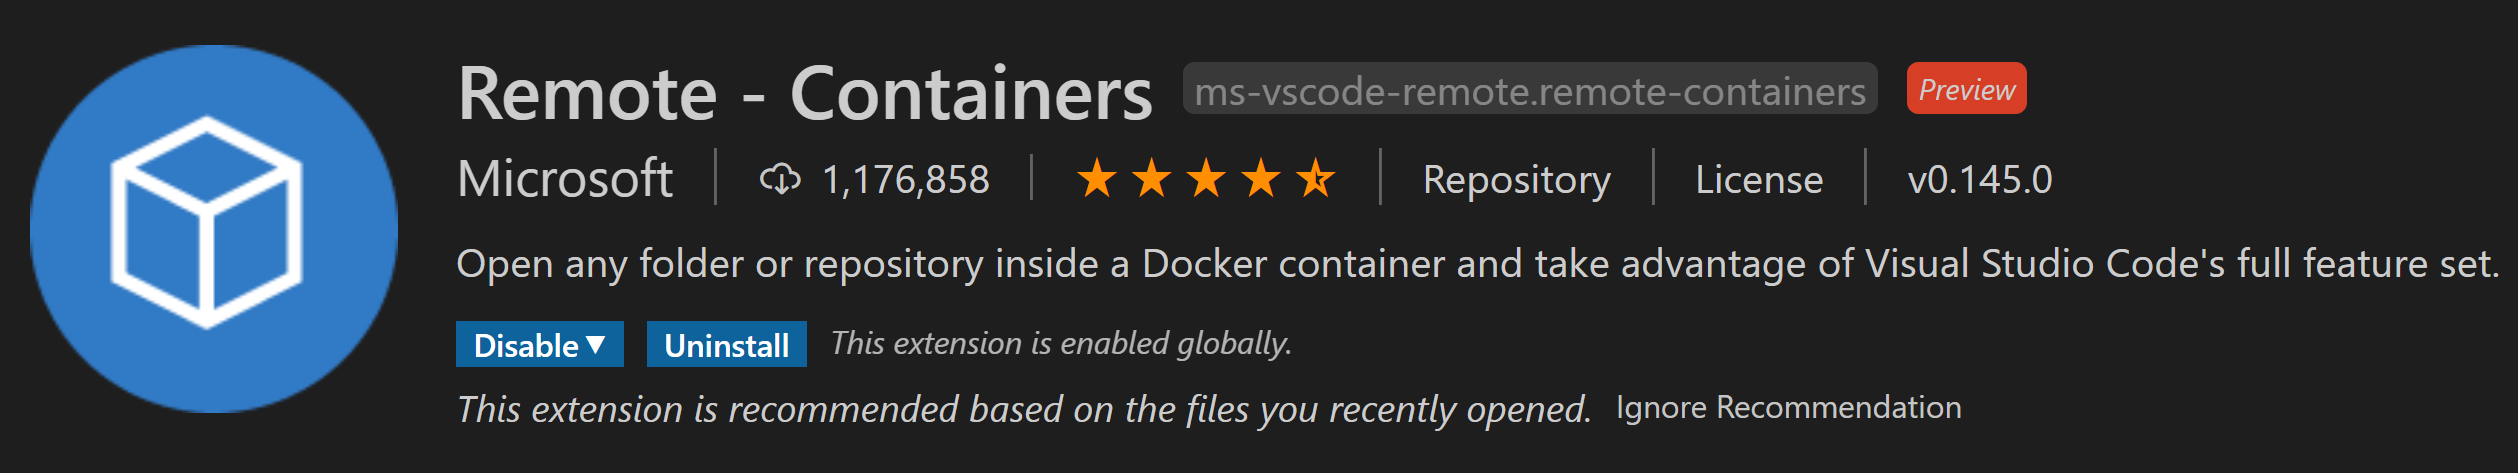 Remote - Containers ms-vscode-remote.remote-containers Preview
Microsoft 1,176,858 Repository License v0.145.0
Open any folder or repository inside a Docker container and take advantage of Visual Studio Code's full feature set.
Disable Uninstall This extension is enabled globally.
This extension is recommended based on the files you recently opened. Ignore Recommendation